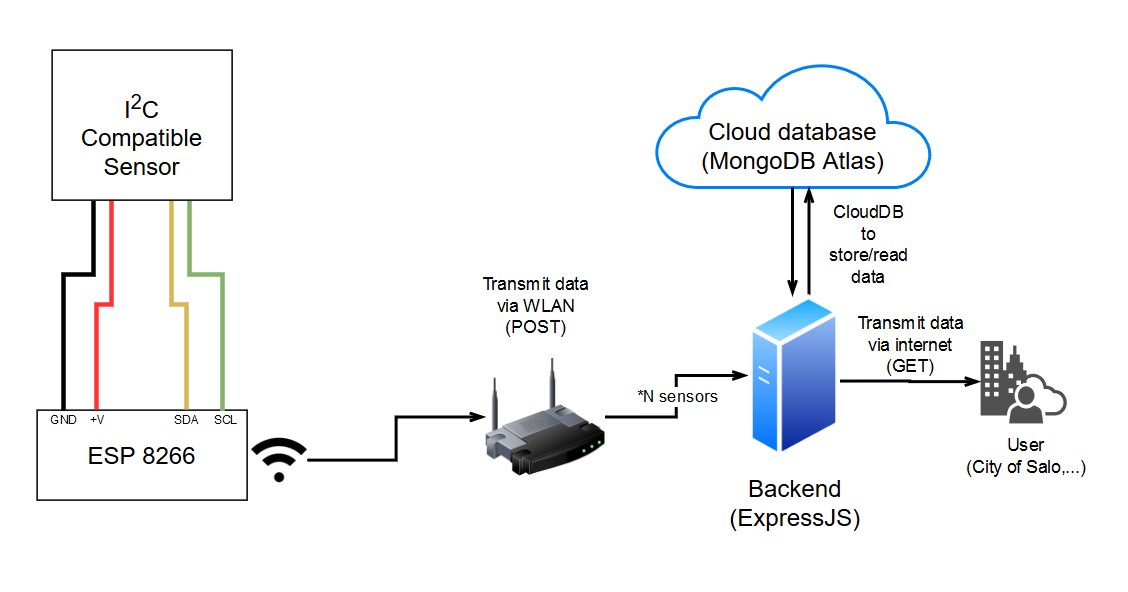 I²C
Compatible
Sensor
GND +V SDA SCL
ESP 8266
Transmit data
via WLAN
(POST)
*N sensors
Cloud database
(MongoDB Atlas)
CloudDB
to
store/read
data
Backend
(ExpressJS)
Transmit data
via internet
(GET)
User
(City of Salo,...)